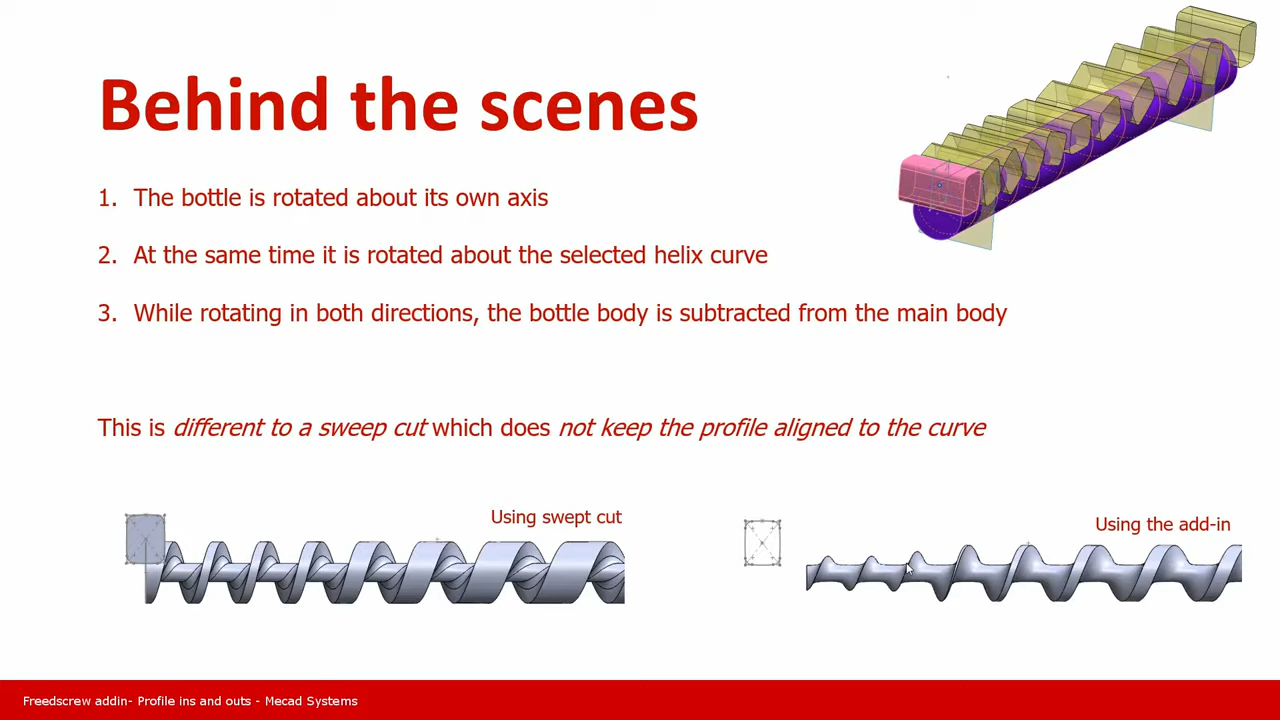 Behind the scenes
1. The bottle is rotated about its own axis
2. At the same time it is rotated about the selected helix curve
3. While rotating in both directions, the bottle body is subtracted from the main body
This is different to a sweep cut which does not keep the profile aligned to the curve
Using swept cut
Using the add-in
Freedscrew addin- Profile ins and outs - Mecad Systems